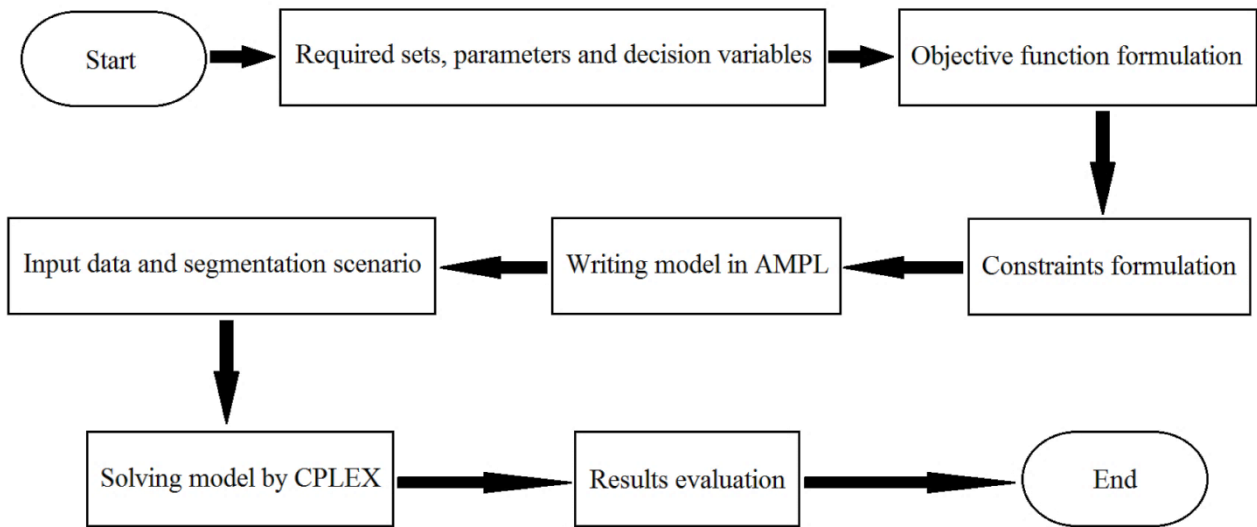 Start
Required sets, parameters and decision variables
Objective function formulation
Constraints formulation
Writing model in AMPL
Input data and segmentation scenario
Solving model by CPLEX
Results evaluation
End